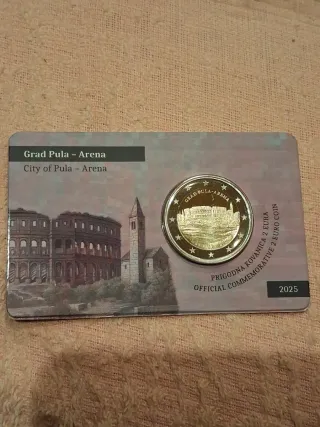 Grad Pula – Arena
City of Pula – Arena
GRAD PULA - ARENA
PRIGODNA KOVANICA 2 EURA
OFFICIAL COMMEMORATIVE 2 EURO COIN
2025